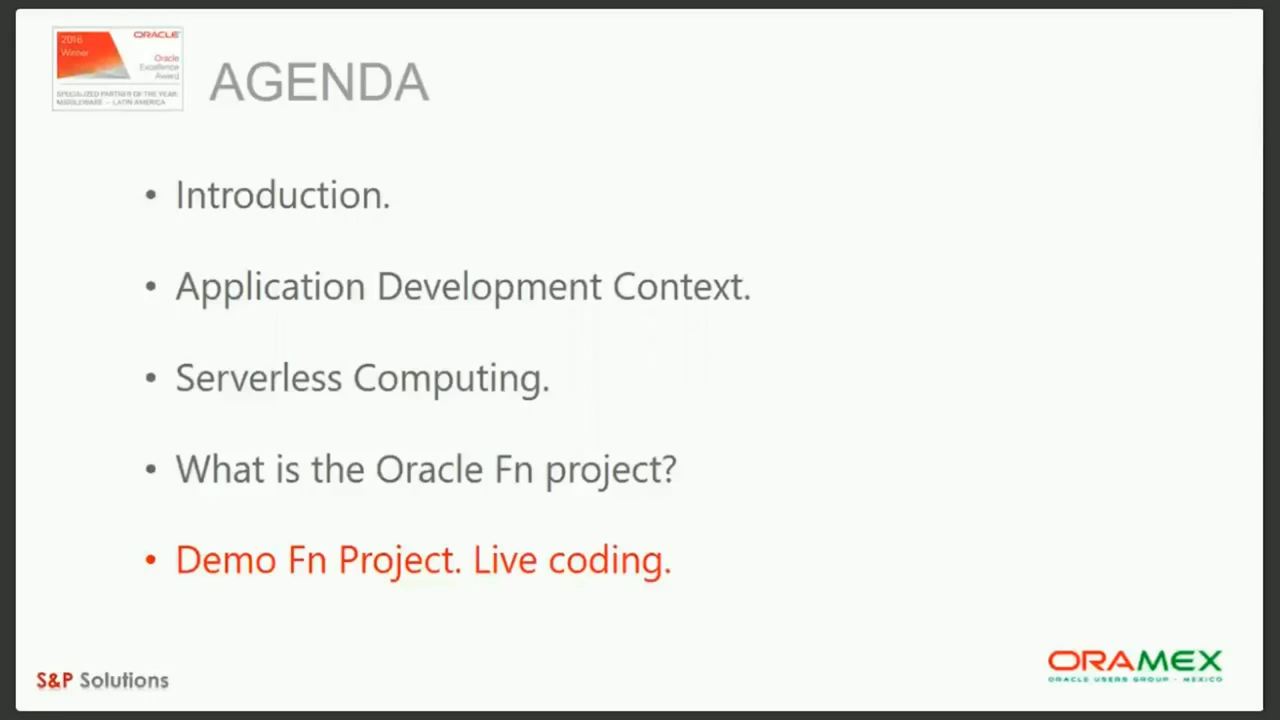 2016
Winner
ORACLE
Oracle
Excellence
Award
SPECIALIZED PARTNER OF THE YEAR
MIDDLEWARE - LATIN AMERICA
AGENDA
• Introduction.
• Application Development Context.
• Serverless Computing.
• What is the Oracle Fn project?
• Demo Fn Project. Live coding.
S&P Solutions
ORAMEX
ORACLE USERS GROUP - MEXICO